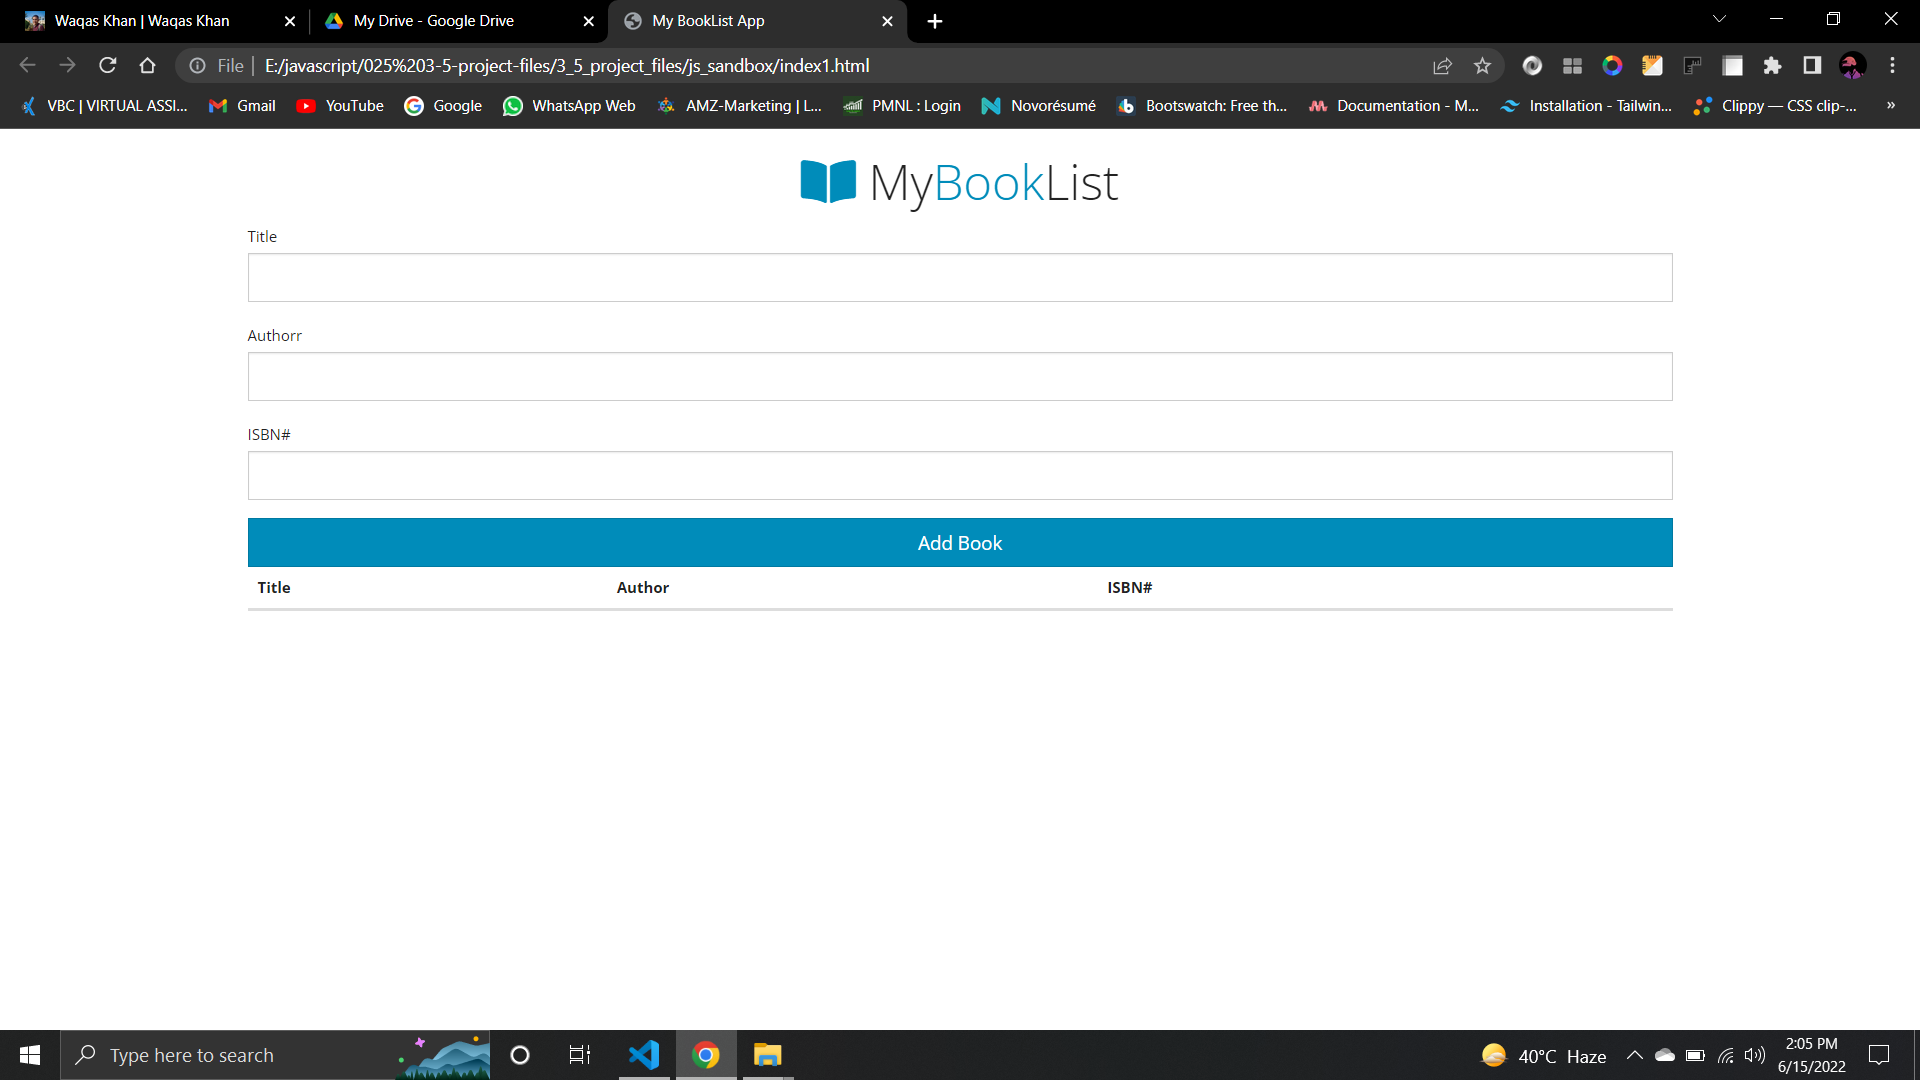 Waqas Khan | Waqas Khan
My Drive - Google Drive
My BookList App
File | E:/javascript/025%203-5-project-files/3_5_project_files/js_sandbox/index1.html
VBC | VIRTUAL ASSI...
Gmail
YouTube
Google
WhatsApp Web
AMZ-Marketing | L...
PMNL : Login
Novorésumé
Bootswatch: Free th...
Documentation - M...
Installation - Tailwin...
Clippy — CSS clip-...
»
MyBookList
Title
Authorr
ISBN#
Add Book
Title Author ISBN#
Type here to search
40°C Haze
2:05 PM
6/15/2022